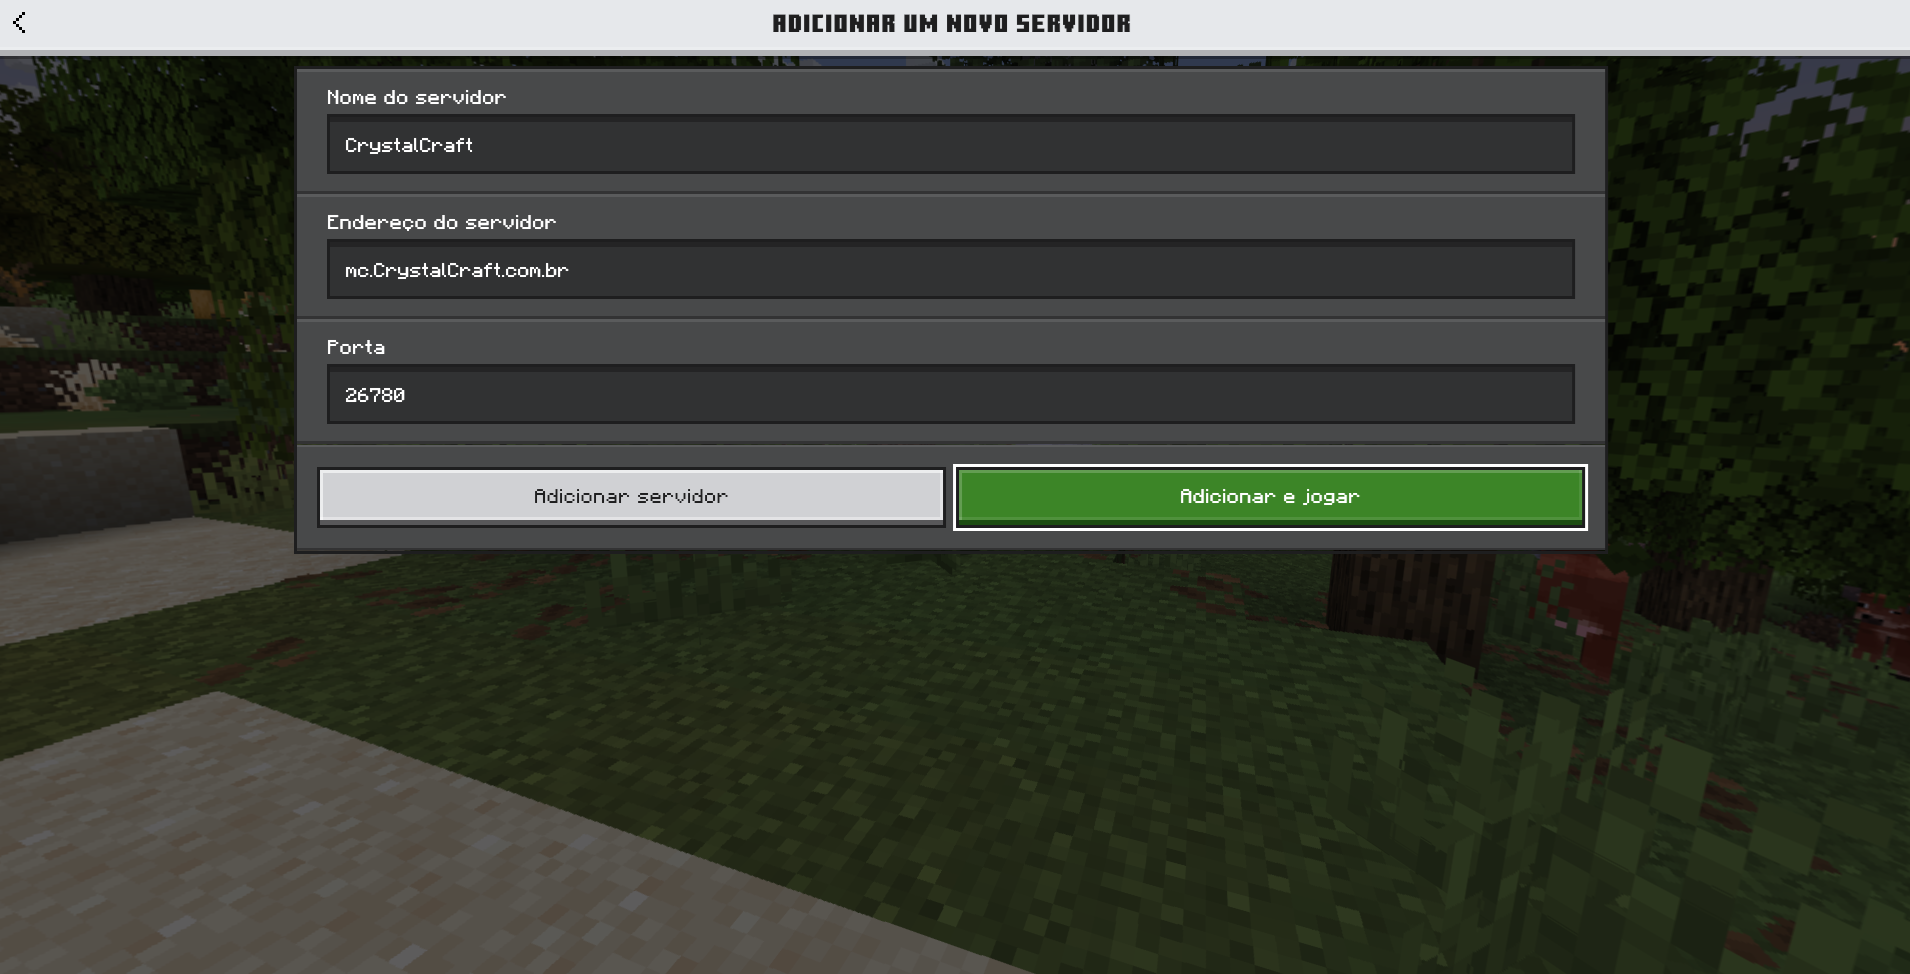 ADICIONAR UM NOVO SERVIDOR
Nome do servidor
CrystalCraft
Endereço do servidor
mc.CrystalCraft.com.br
Porta
26780
Adicionar servidor
Adicionar e jogar